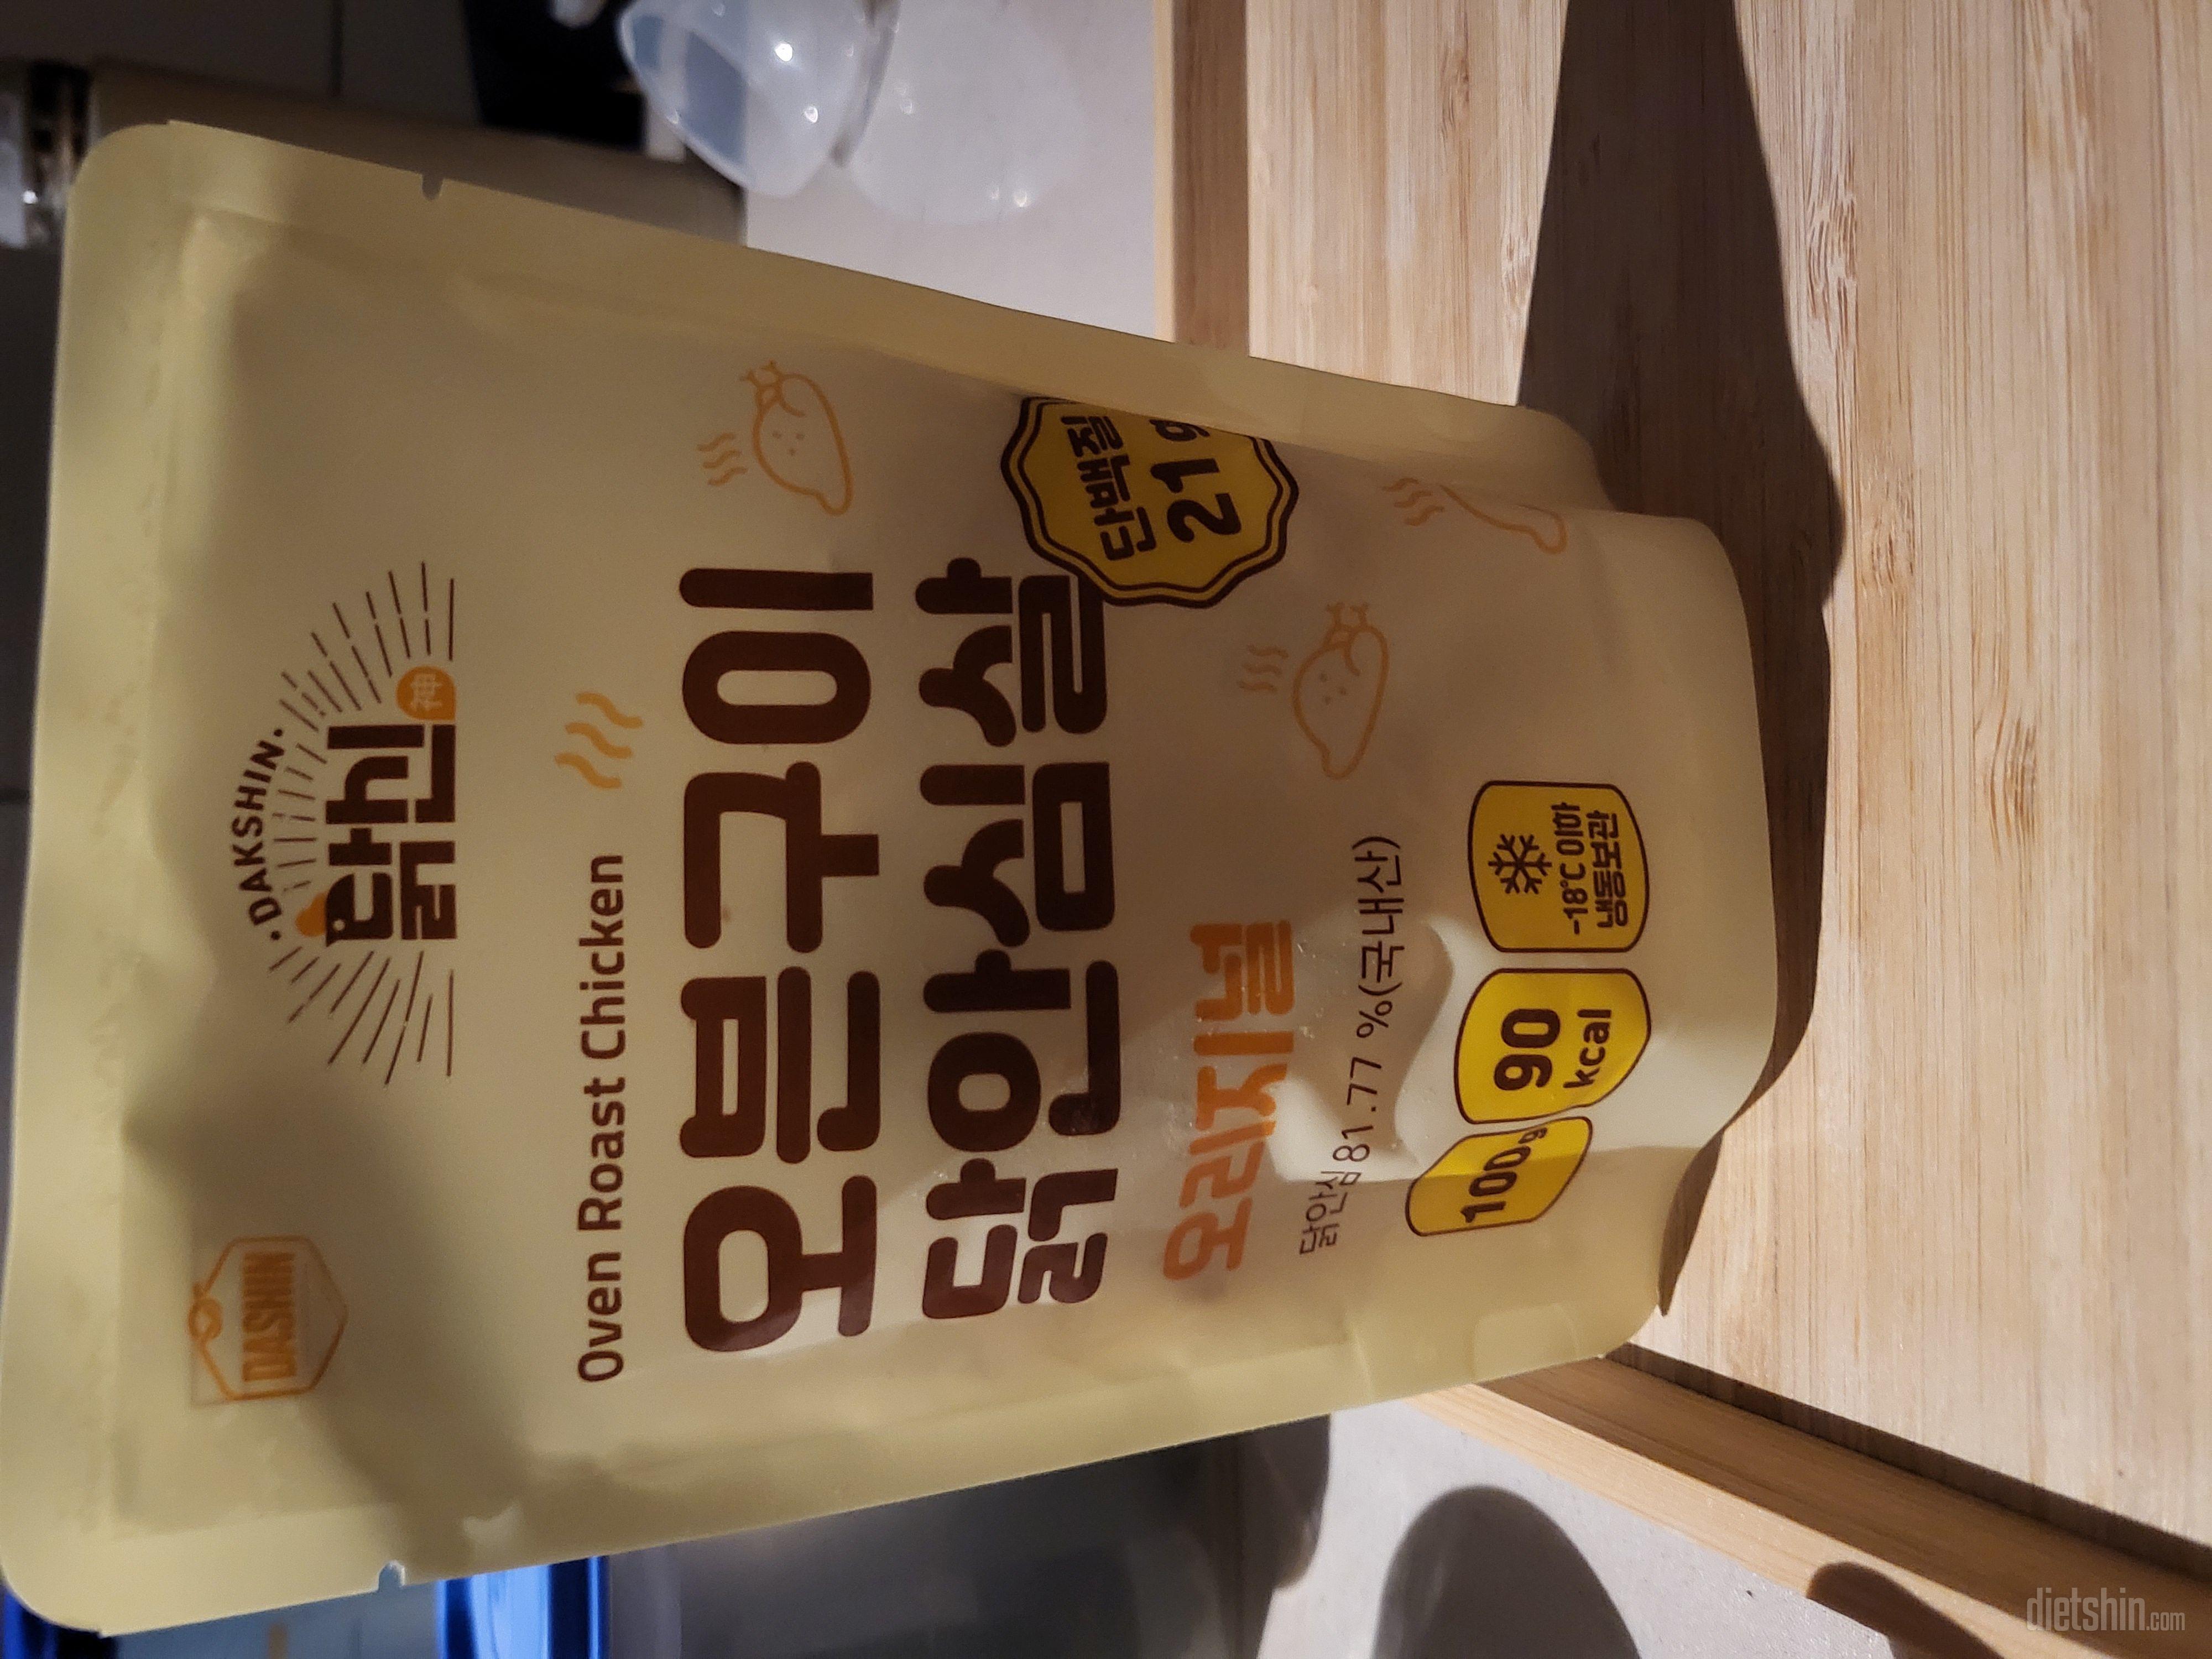 DASHIN
·DAKSHIN·
닭신
神
Oven Roast Chicken
오븐구이
닭안심살
단백질
21g
오리지널
닭안심 81.77 %(국내산)
100g
90
kcal
-18℃ 이하
냉동보관
dietshin.com